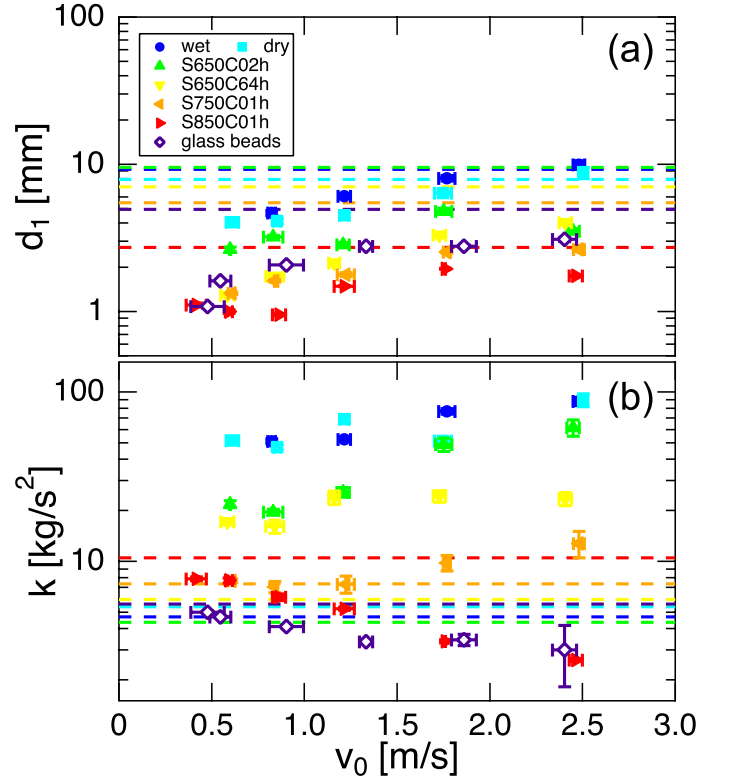 100
(a)
wet dry
S650C02h
S650C64h
S750C01h
S850C01h
glass beads
10
d1 [mm]
1
(b)
100
k [kg/s²]
10
0 0.5 1.0 1.5 2.0 2.5 3.0
v0 [m/s]